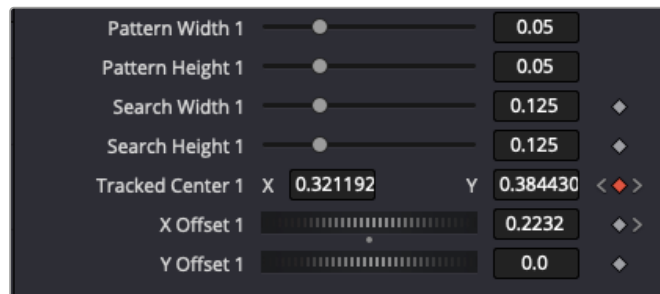 Pattern Width 1 0.05
Pattern Height 1 0.05
Search Width 1 0.125
Search Height 1 0.125
Tracked Center 1 X 0.321192 Y 0.384430
X Offset 1 0.2232
Y Offset 1 0.0